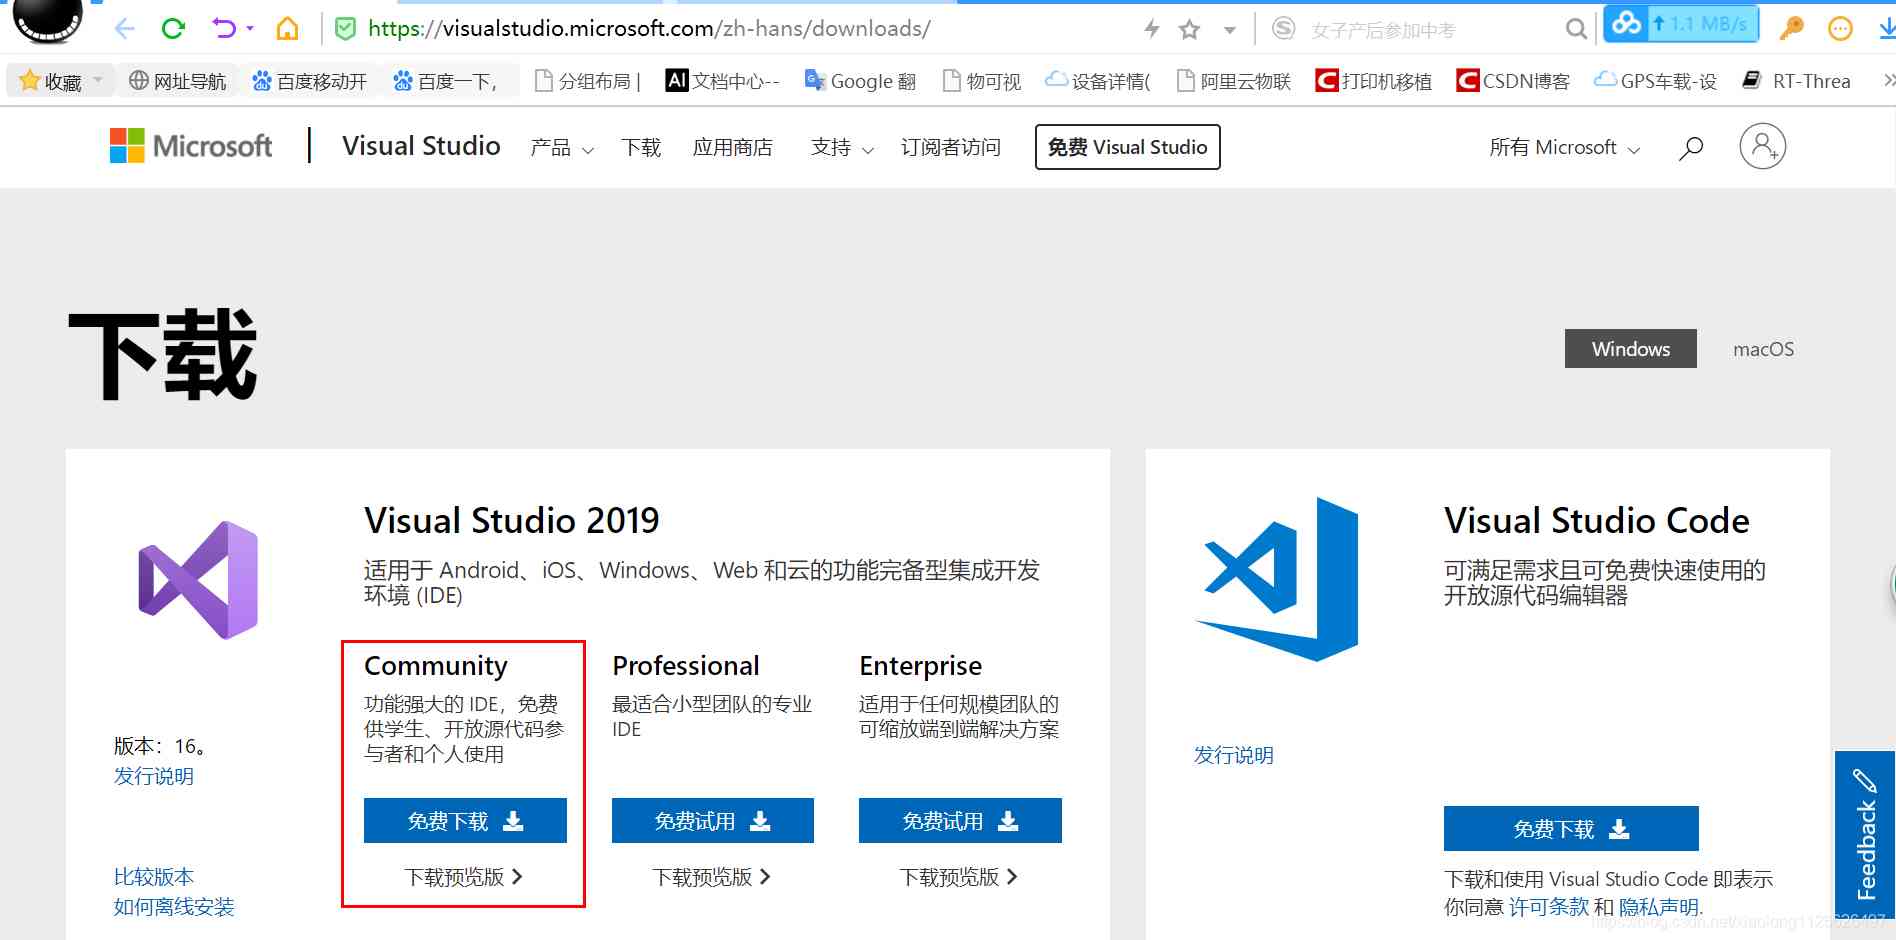 https://visualstudio.microsoft.com/zh-hans/downloads/
女子产后参加中考
1.1 MB/s
收藏 网址导航 百度移动开 百度一下， 分组布局 | AI 文档中心-- Google 翻 物可视 设备详情( 阿里云物联 打印机移植 CSDN博客 GPS车载-设 RT-Threa
Microsoft | Visual Studio 产品 下载 应用商店 支持 订阅者访问 免费 Visual Studio 所有 Microsoft
下载
Windows macOS
Visual Studio 2019
适用于 Android、iOS、Windows、Web 和云的功能完备型集成开发
环境 (IDE)
版本：16。
发行说明
比较版本
如何离线安装
Community
功能强大的 IDE，免费
供学生、开放源代码参
与者和个人使用
免费下载
下载预览版
Professional
最适合小型团队的专业
IDE
免费试用
下载预览版
Enterprise
适用于任何规模团队的
可缩放端到端解决方案
免费试用
下载预览版
Visual Studio Code
可满足需求且可免费快速使用的
开放源代码编辑器
发行说明
免费下载
下载和使用 Visual Studio Code 即表示
你同意 许可条款 和 隐私声明.
Feedback